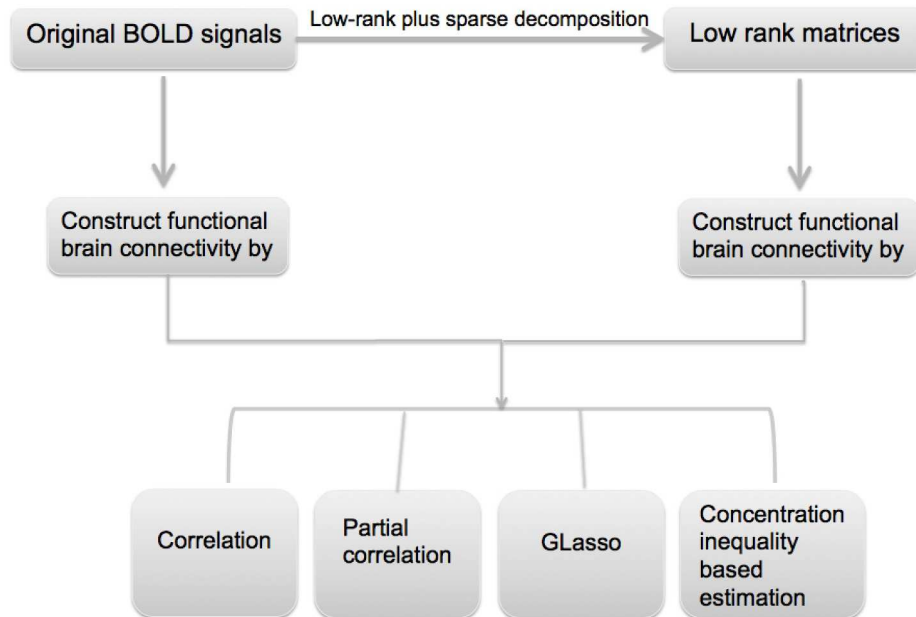 Original BOLD signals
Low-rank plus sparse decomposition
Low rank matrices
Construct functional
brain connectivity by
Construct functional
brain connectivity by
Correlation
Partial
correlation
GLasso
Concentration
inequality
based
estimation